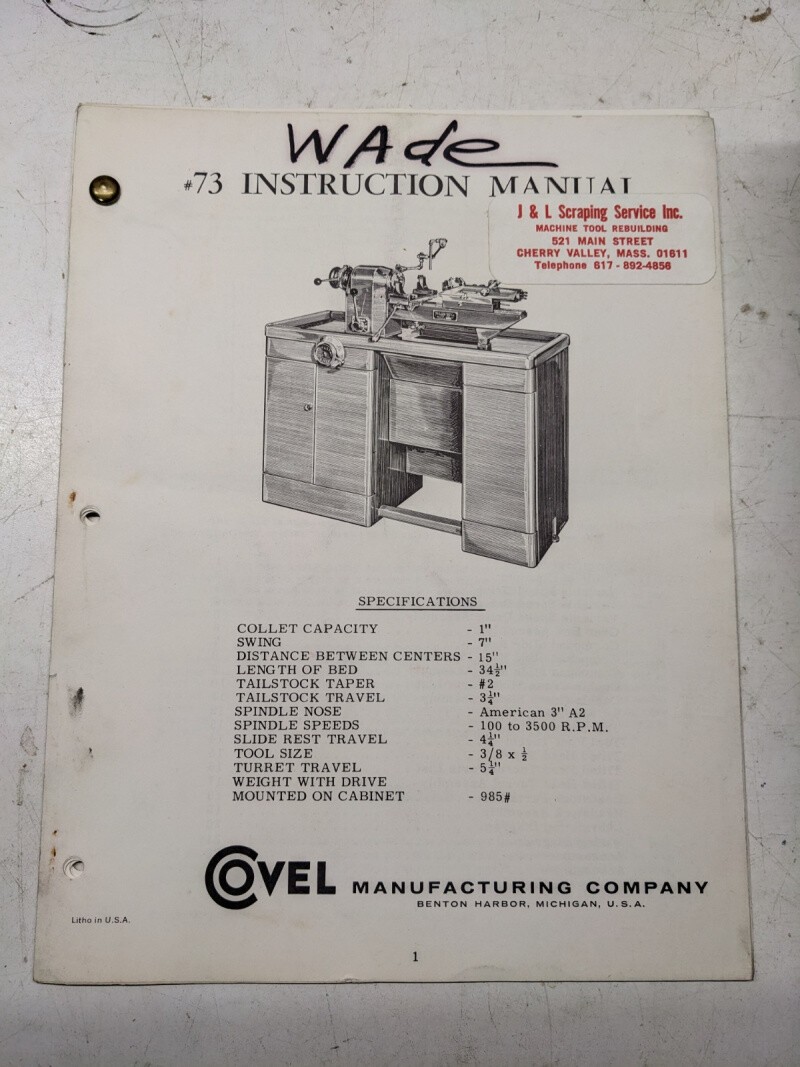 WAde
#73 INSTRUCTION MANUAL
J & L Scraping Service Inc.
MACHINE TOOL REBUILDING
521 MAIN STREET
CHERRY VALLEY, MASS. 01611
Telephone 617 - 892-4856
SPECIFICATIONS
COLLET CAPACITY - 1"
SWING - 7"
DISTANCE BETWEEN CENTERS - 15"
LENGTH OF BED - 34½"
TAILSTOCK TAPER - #2
TAILSTOCK TRAVEL - 3¼"
SPINDLE NOSE - American 3" A2
SPINDLE SPEEDS - 100 to 3500 R.P.M.
SLIDE REST TRAVEL - 4¼"
TOOL SIZE - 3/8 x ½
TURRET TRAVEL - 5¼"
WEIGHT WITH DRIVE
MOUNTED ON CABINET - 985#
COVEL MANUFACTURING COMPANY
BENTON HARBOR, MICHIGAN, U.S.A.
Litho in U.S.A.
1